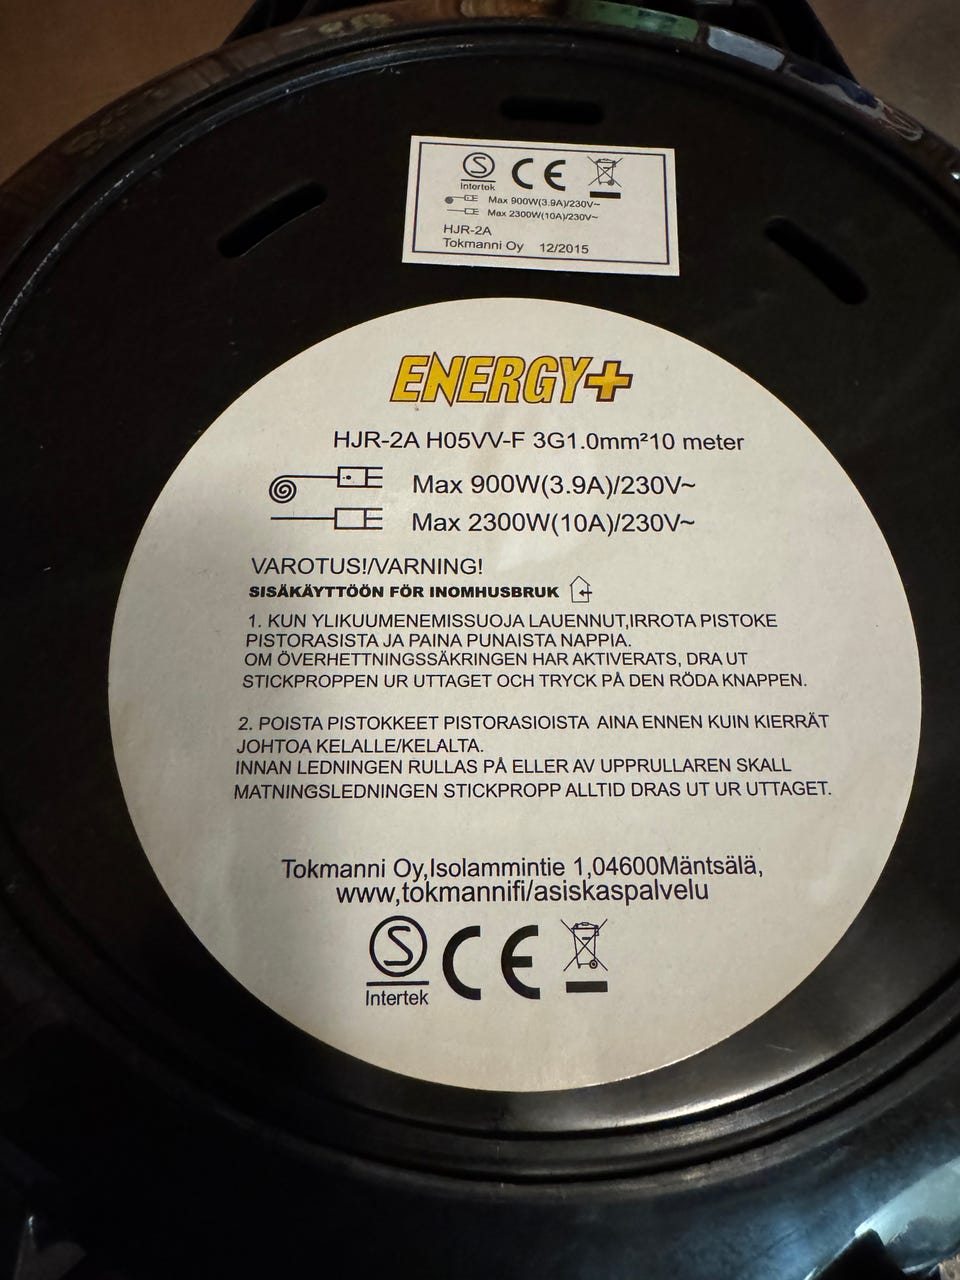 S CE
Intertek
Max 900W(3.9A)/230V~
Max 2300W(10A)/230V~
HJR-2A
Tokmanni Oy 12/2015
ENERGY+
HJR-2A H05VV-F 3G1.0mm²10 meter
Max 900W(3.9A)/230V~
Max 2300W(10A)/230V~
VAROTUS!/VARNING!
SISÄKÄYTTÖÖN FÖR INOMHUSBRUK
1. KUN YLIKUUMENEMISSUOJA LAUENNUT,IRROTA PISTOKE
PISTORASISTA JA PAINA PUNAISTA NAPPIA.
OM ÖVERHETTNINGSSÄKRINGEN HAR AKTIVERATS, DRA UT
STICKPROPPEN UR UTTAGET OCH TRYCK PÅ DEN RÖDA KNAPPEN.
2. POISTA PISTOKKEET PISTORASIOISTA AINA ENNEN KUIN KIERRÄT
JOHTOA KELALLE/KELALTA.
INNAN LEDNINGEN RULLAS PÅ ELLER AV UPPRULLAREN SKALL
MATNINGSLEDNINGEN STICKPROPP ALLTID DRAS UT UR UTTAGET.
Tokmanni Oy,Isolammintie 1,04600Mäntsälä,
www,tokmannifi/asiskaspalvelu
S CE
Intertek